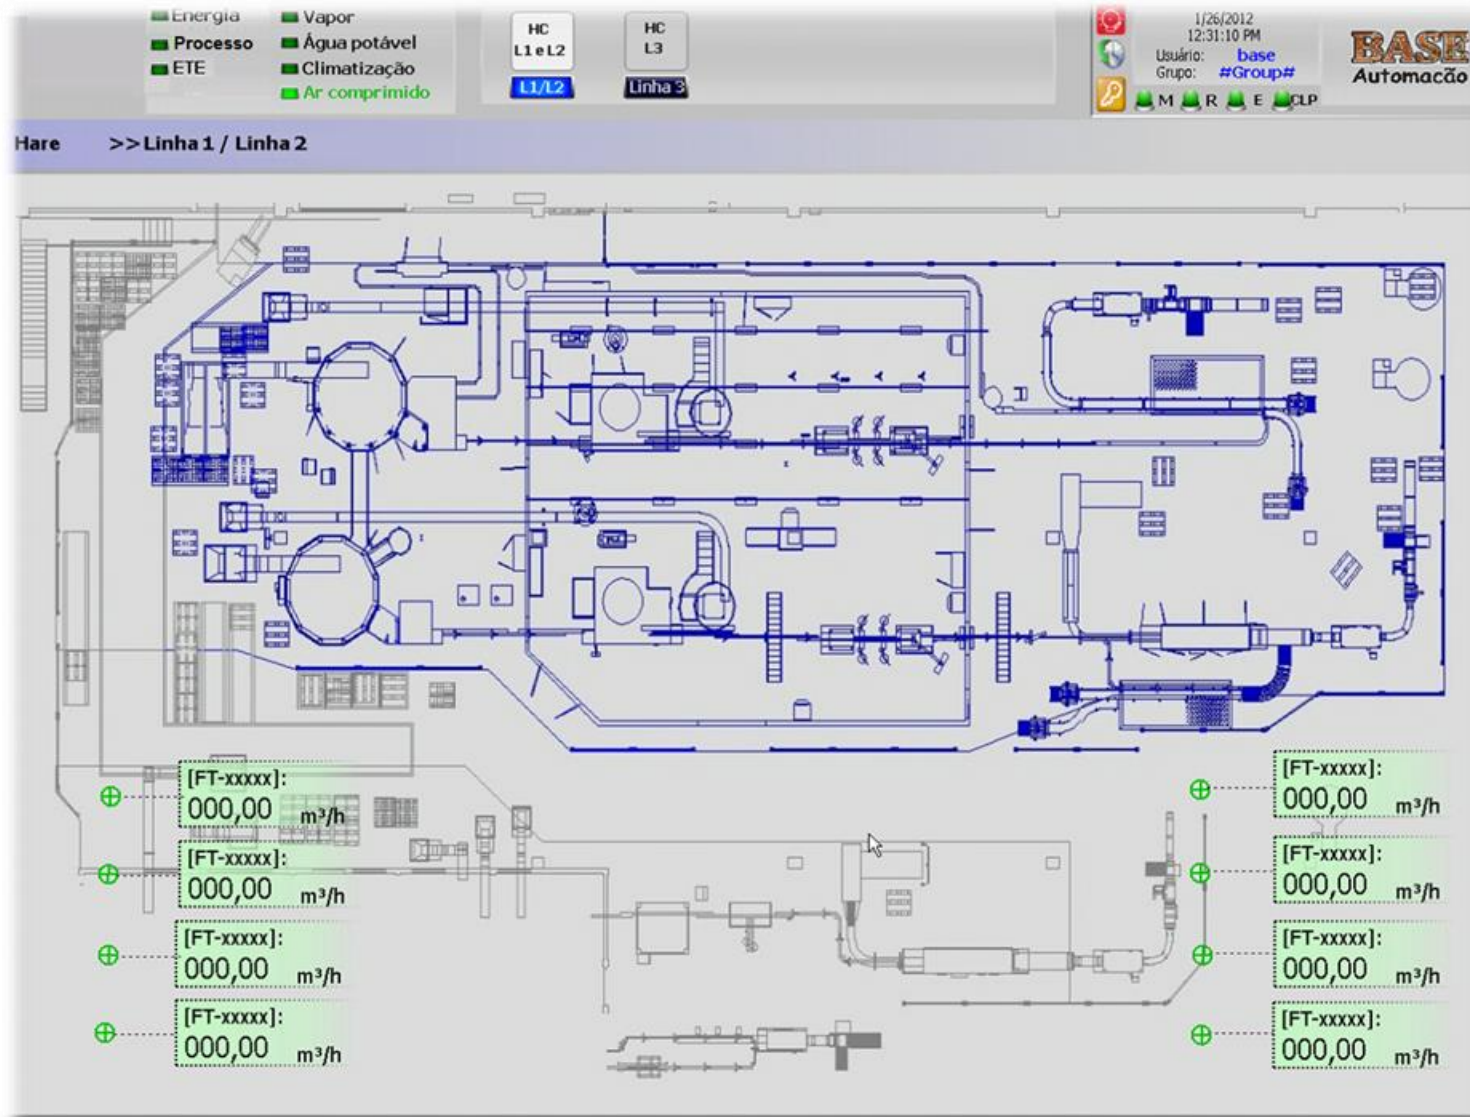 Energia
Vapor
Processo
Água potável
ETE
Climatização
Ar comprimido
HC
L1 e L2
L1/L2
HC
L3
Linha 3
1/26/2012
12:31:10 PM
Usuário: base
Grupo: #Group#
M R E CLP
BASE
Automacão
Hare >>Linha 1 / Linha 2
[FT-xxxxx]:
000,00 m³/h
[FT-xxxxx]:
000,00 m³/h
[FT-xxxxx]:
000,00 m³/h
[FT-xxxxx]:
000,00 m³/h
[FT-xxxxx]:
000,00 m³/h
[FT-xxxxx]:
000,00 m³/h
[FT-xxxxx]:
000,00 m³/h
[FT-xxxxx]:
000,00 m³/h